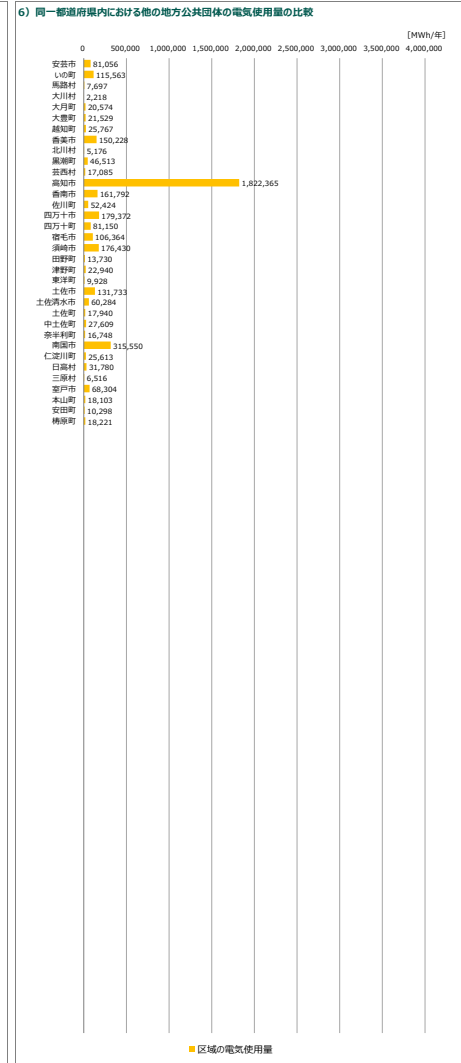 6）同一都道府県内における他の地方公共団体の電気使用量の比較
[MWh/年]
0 500,000 1,000,000 1,500,000 2,000,000 2,500,000 3,000,000 3,500,000 4,000,000
安芸市 81,056
いの町 115,563
馬路村 7,697
大川村 2,218
大月町 20,574
大豊町 21,529
越知町 25,767
香美市 150,228
北川村 5,176
黒潮町 46,513
芸西村 17,085
高知市 1,822,365
香南市 161,792
佐川町 52,424
四万十市 179,372
四万十町 81,150
宿毛市 106,364
須崎市 176,430
田野町 13,730
津野町 22,940
東洋町 9,928
土佐市 131,733
土佐清水市 60,284
土佐町 17,940
中土佐町 27,609
奈半利町 16,748
南国市 315,550
仁淀川町 25,613
日高村 31,780
三原村 6,516
室戸市 68,304
本山町 18,103
安田町 10,298
梼原町 18,221
区域の電気使用量